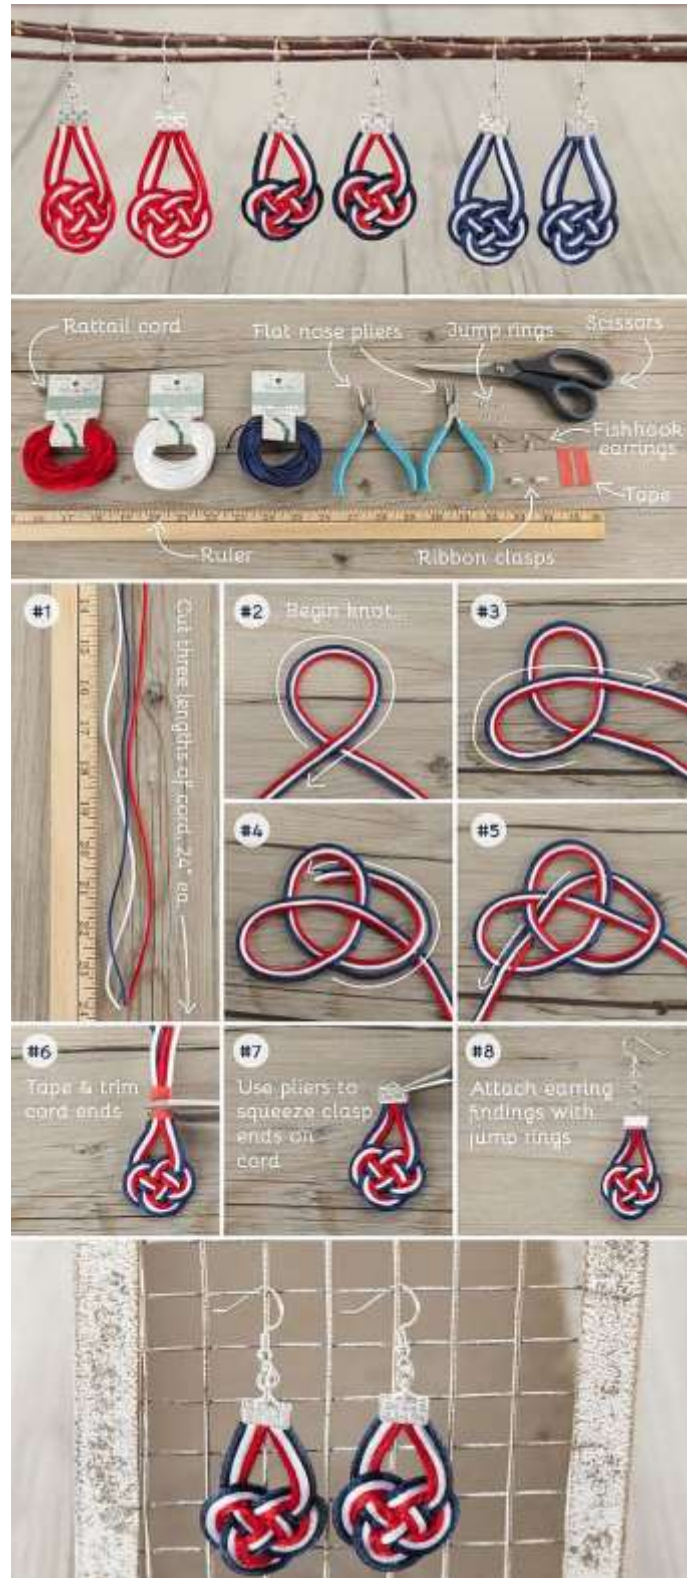 Rattail cord
Flat nose pliers
Jump rings
Scissors
Fishhook
earrings
Tape
Ruler
Ribbon clasps
#1
Cut three lengths of cord 24" ea.
#2
Begin knot...
#3
#4
#5
#6
Tape & trim
cord ends
#7
Use pliers to
squeeze clasp
ends on
cord
#8
Attach earring
findings with
jump rings